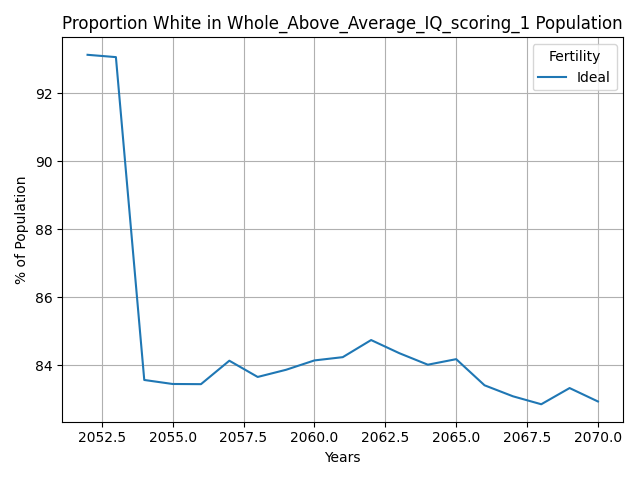 Proportion White in Whole_Above_Average_IQ_scoring_1 Population
Fertility
Ideal
% of Population
92
90
88
86
84
2052.5 2055.0 2057.5 2060.0 2062.5 2065.0 2067.5 2070.0
Years